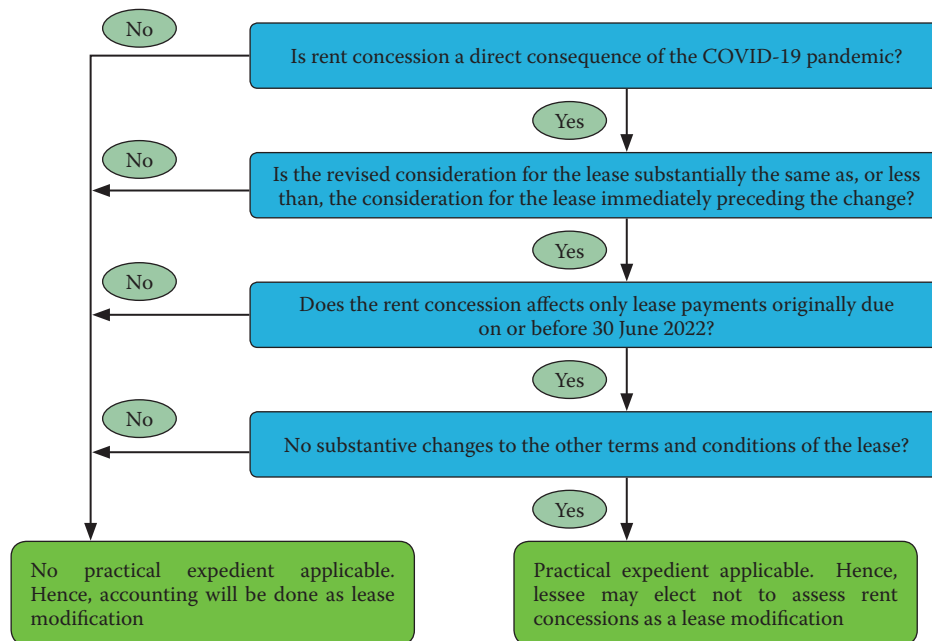 No
Is rent concession a direct consequence of the COVID-19 pandemic?
Yes
No
Is the revised consideration for the lease substantially the same as, or less
than, the consideration for the lease immediately preceding the change?
Yes
No
Does the rent concession affects only lease payments originally due
on or before 30 June 2022?
Yes
No
No substantive changes to the other terms and conditions of the lease?
Yes
No practical expedient applicable.
Hence, accounting will be done as lease
modification
Practical expedient applicable. Hence,
lessee may elect not to assess rent
concessions as a lease modification